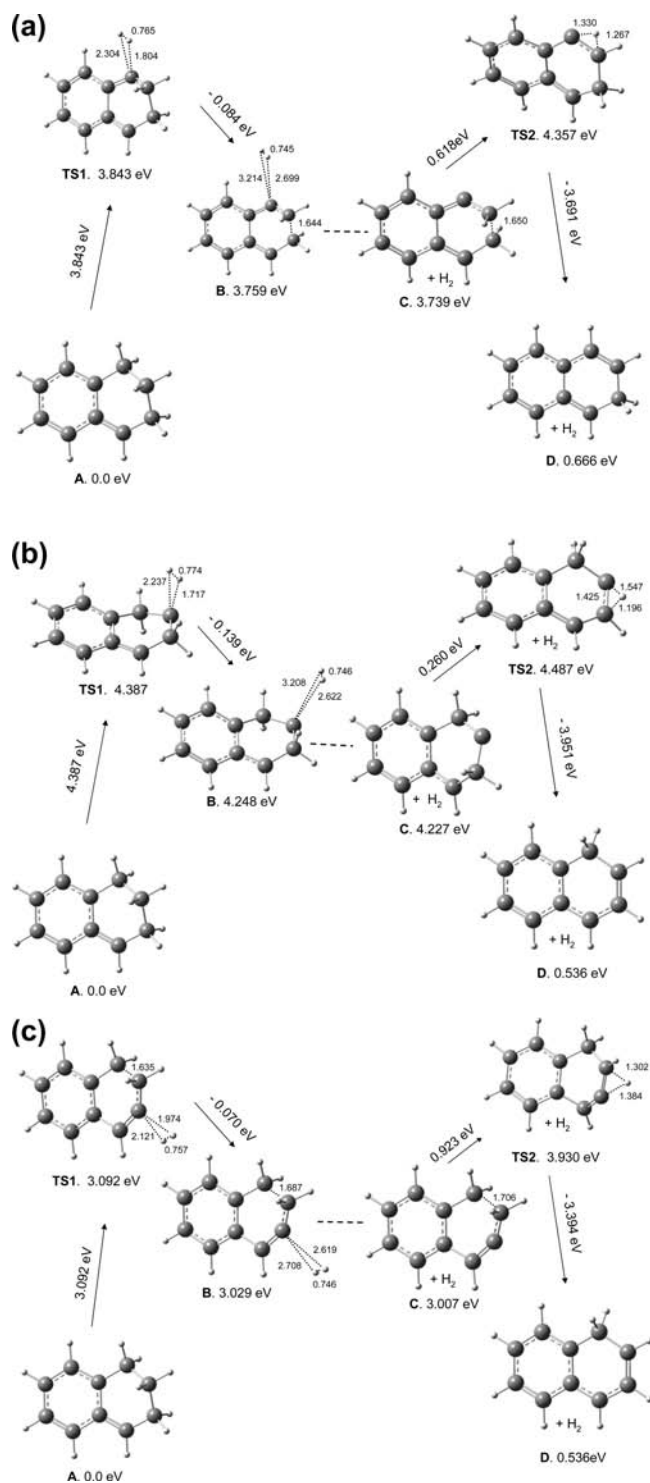 (a)
0.765
2.304
1.804
TS1. 3.843 eV
- 0.084 eV
3.843 eV
A. 0.0 eV
0.745
3.214
2.699
1.644
B. 3.759 eV
1.650
+ H2
C. 3.739 eV
0.618eV
1.330
1.267
TS2. 4.357 eV
- 3.691 eV
+ H2
D. 0.666 eV
(b)
0.774
2.237
1.717
TS1. 4.387
- 0.139 eV
4.387 eV
A. 0.0 eV
0.746
3.208
2.622
B. 4.248 eV
+ H2
C. 4.227 eV
0.260 eV
1.547
1.425
1.196
+ H2
TS2. 4.487 eV
- 3.951 eV
+ H2
D. 0.536 eV
(c)
1.635
1.974
2.121
0.757
TS1. 3.092 eV
-0.070 eV
3.092 eV
A. 0.0 eV
1.687
2.619
2.708
0.746
B. 3.029 eV
1.706
+ H2
C. 3.007 eV
0.923 eV
1.302
1.384
+ H2
TS2. 3.930 eV
-3.394 eV
+ H2
D. 0.536eV